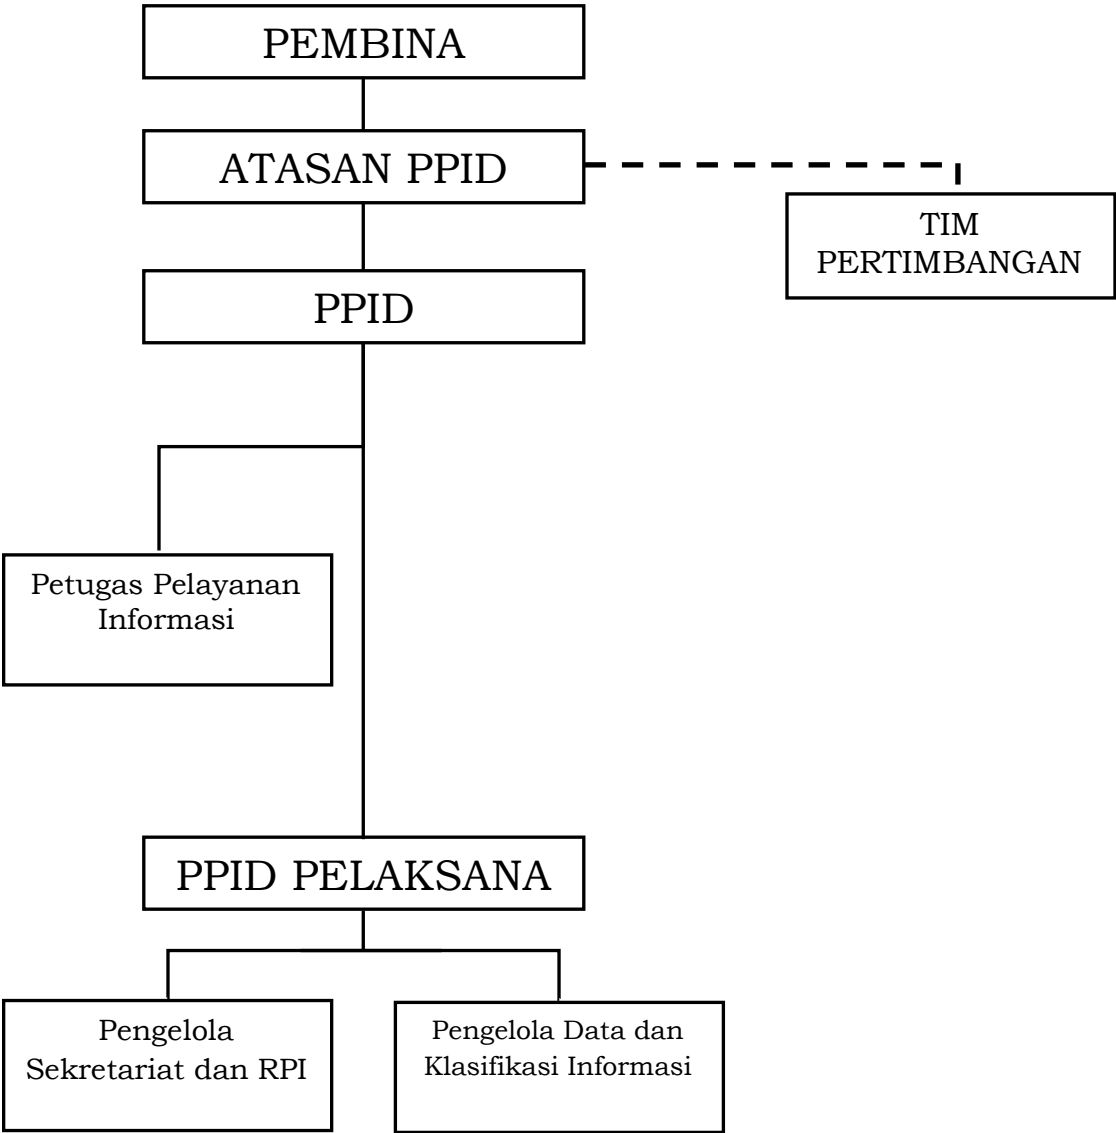 PEMBINA
ATASAN PPID
TIM
PERTIMBANGAN
PPID
Petugas Pelayanan
Informasi
PPID PELAKSANA
Pengelola
Sekretariat dan RPI
Pengelola Data dan
Klasifikasi Informasi